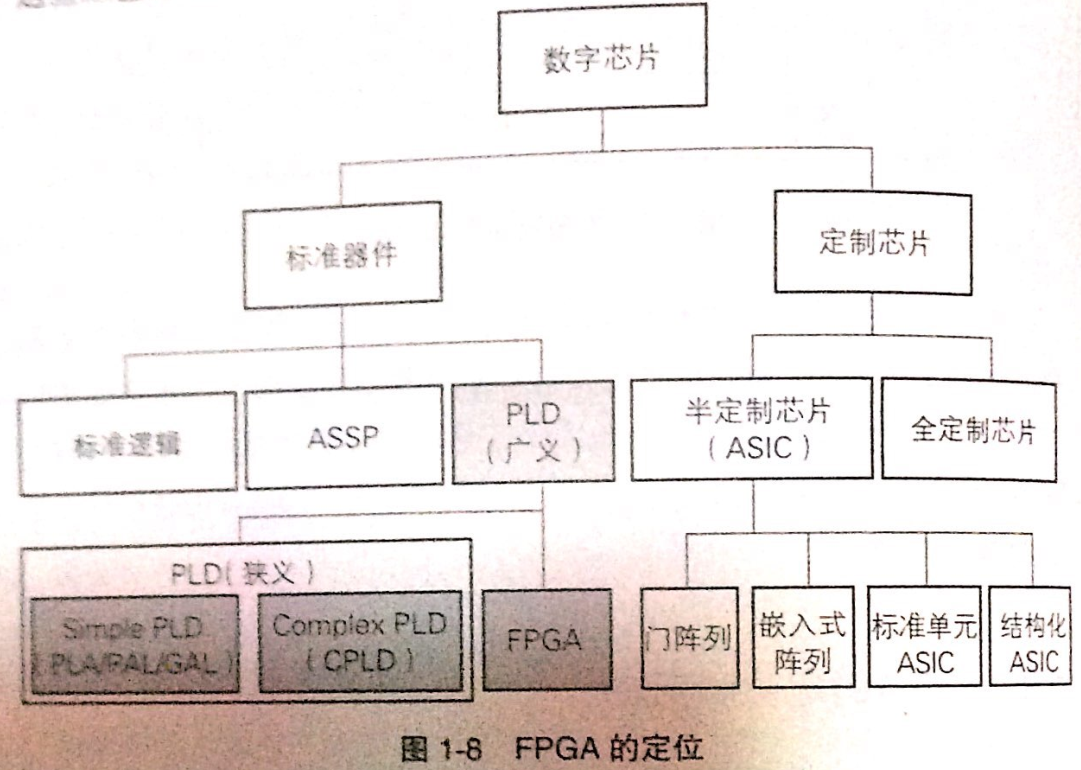 数字芯片
标准器件
定制芯片
标准逻辑
ASSP
PLD
（广义）
半定制芯片
（ASIC）
全定制芯片
PLD（狭义）
Simple PLD
（PLA/PAL/GAL）
Complex PLD
（CPLD）
FPGA
门阵列
嵌入式
阵列
标准单元
ASIC
结构化
ASIC
图 1-8 FPGA 的定位